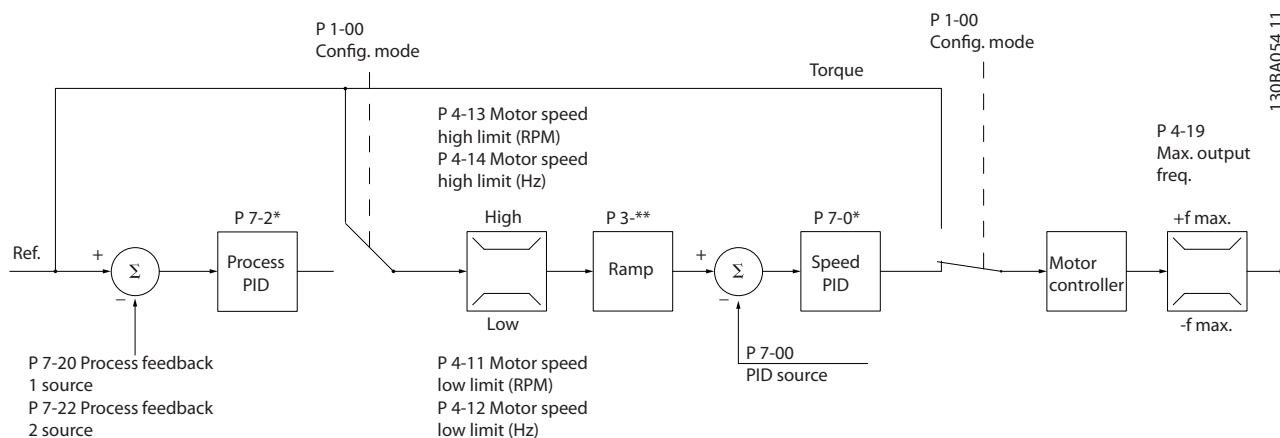 P 1-00
Config. mode
P 1-00
Config. mode
130BA054.11
Torque
P 4-13 Motor speed
high limit (RPM)
P 4-14 Motor speed
high limit (Hz)
P 4-19
Max. output
freq.
P 7-2*
High
P 3-**
P 7-0*
+f max.
Ref.
+
Σ
_
Process
PID
Ramp
+
Σ
_
Speed
PID
Motor
controller
Low
-f max.
P 7-20 Process feedback
1 source
P 7-22 Process feedback
2 source
P 4-11 Motor speed
low limit (RPM)
P 4-12 Motor speed
low limit (Hz)
P 7-00
PID source